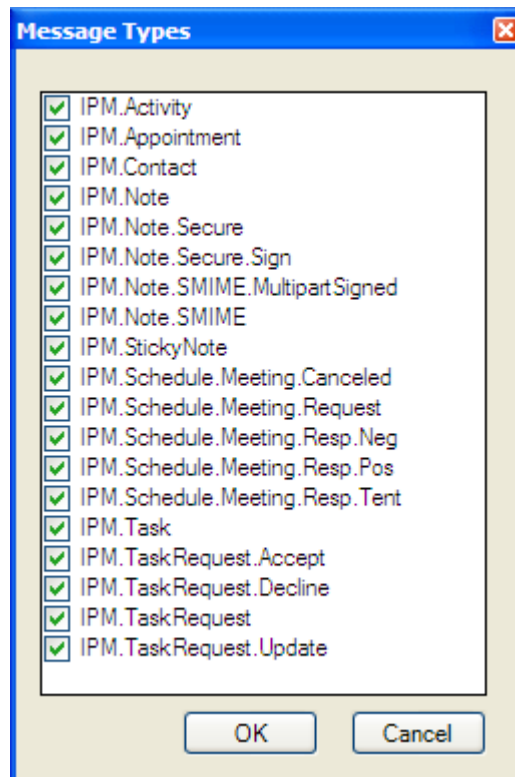 Message Types
IPM.Activity
IPM.Appointment
IPM.Contact
IPM.Note
IPM.Note.Secure
IPM.Note.Secure.Sign
IPM.Note.SMIME.MultipartSigned
IPM.Note.SMIME
IPM.StickyNote
IPM.Schedule.Meeting.Canceled
IPM.Schedule.Meeting.Request
IPM.Schedule.Meeting.Resp.Neg
IPM.Schedule.Meeting.Resp.Pos
IPM.Schedule.Meeting.Resp.Tent
IPM.Task
IPM.TaskRequest.Accept
IPM.TaskRequest.Decline
IPM.TaskRequest
IPM.TaskRequest.Update
OK Cancel